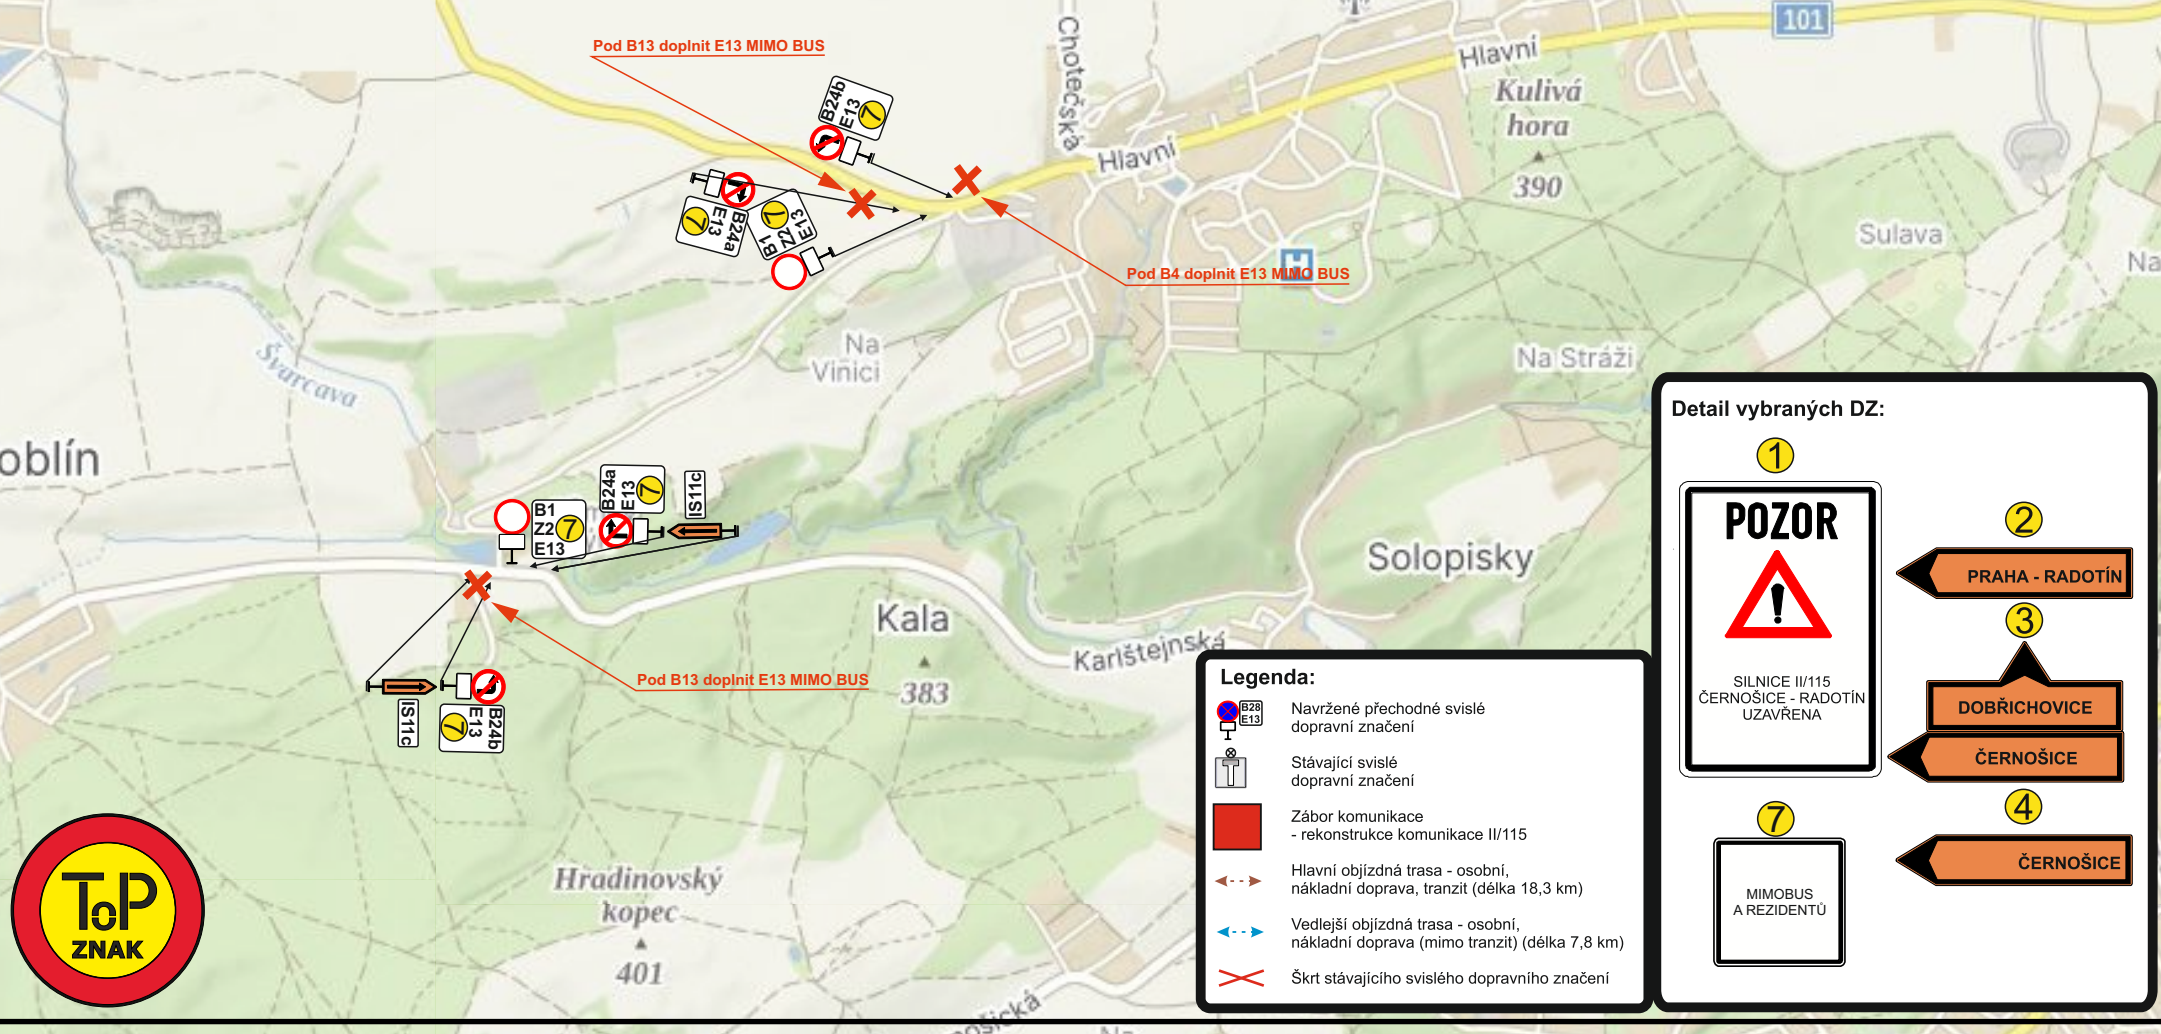 101
Chotečská
Hlavní
Hlavní
Kulivá
hora
390
Sulava
Na
Na Stráži
Na
Vinici
Švarcava
oblín
Solopisky
Kala
383
Karlštejnská
Hradinovský
kopec
401
H
Pod B13 doplnit E13 MIMO BUS
B24b
E13
7
B24a
E13
7
B1
Z2
E13
7
Pod B4 doplnit E13 MIMO BUS
B1
Z2
E13
7
B24a
E13
7
IS11c
Pod B13 doplnit E13 MIMO BUS
IS11c
B24b
E13
7
ToP
ZNAK
Legenda:
B28
E13
Navržené přechodné svislé
dopravní značení
Stávající svislé
dopravní značení
Zábor komunikace
- rekonstrukce komunikace II/115
Hlavní objízdná trasa - osobní,
nákladní doprava, tranzit (délka 18,3 km)
Vedlejší objízdná trasa - osobní,
nákladní doprava (mimo tranzit) (délka 7,8 km)
Škrt stávajícího svislého dopravního značení
Detail vybraných DZ:
1
POZOR
SILNICE II/115
ČERNOŠICE - RADOTÍN
UZAVŘENA
2
PRAHA - RADOTÍN
3
DOBŘICHOVICE
ČERNOŠICE
4
ČERNOŠICE
7
MIMOBUS
A REZIDENTŮ